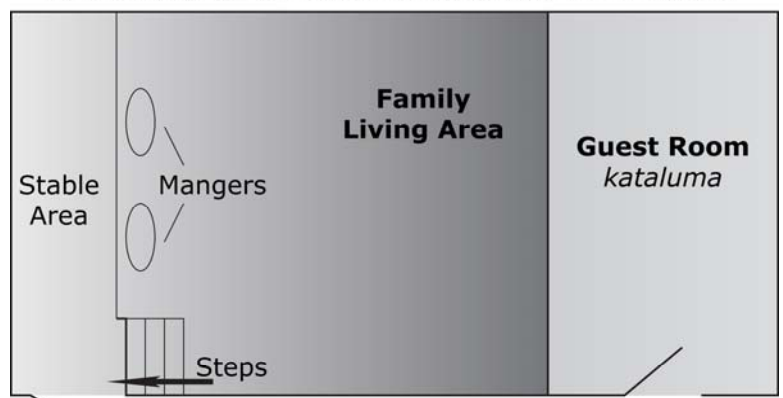 Family
Living Area
Guest Room
kataluma
Stable
Area
Mangers
Steps